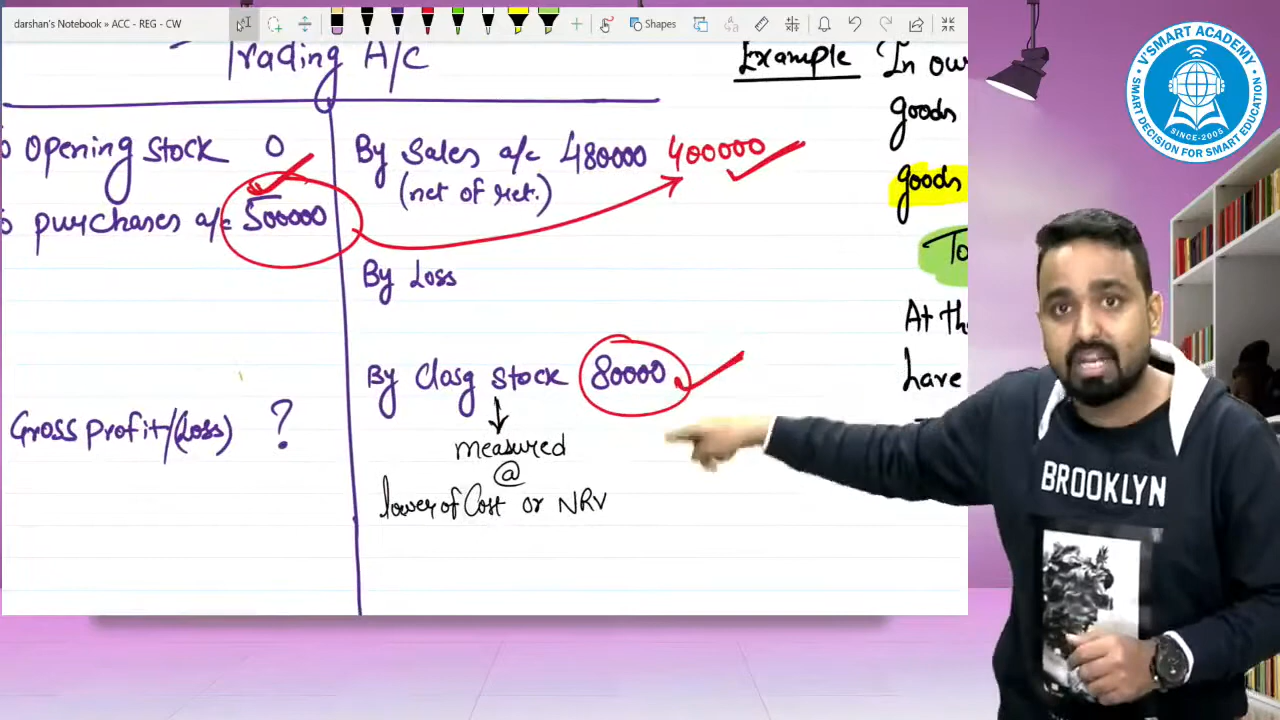 darshan's Notebook » ACC - REG - CW
Shapes
Trading A/c
Opening stock 0
purchases a/c 500000
Gross Profit/(Loss) ?
By Sales a/c 480000 400000
(net of ret.)
By Loss
By Closg stock 80000
measured
@
lower of Cost or NRV
Example "In our
goods
goods
To
At th
have
V'SMART ACADEMY
SMART DECISION FOR SMART EDUCATION
SINCE-2005
BROOKLYN